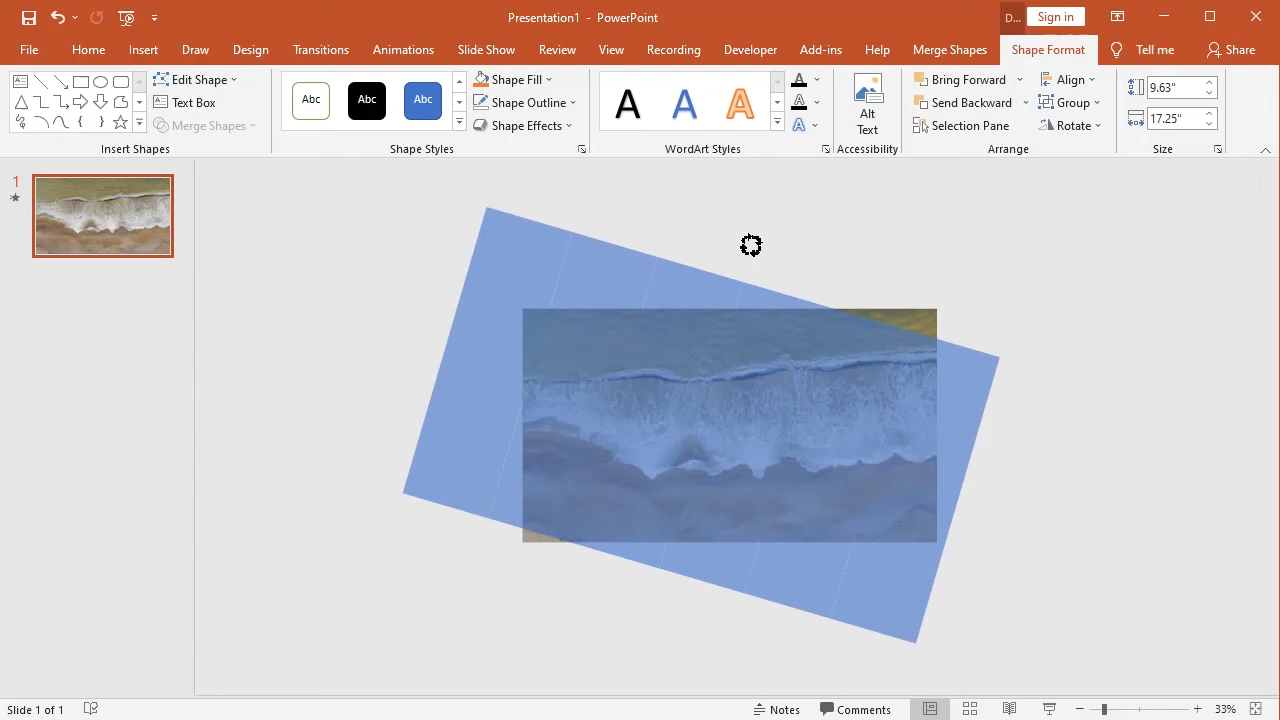 Presentation1 - PowerPoint
D...
Sign in
File
Home
Insert
Draw
Design
Transitions
Animations
Slide Show
Review
View
Recording
Developer
Add-ins
Help
Merge Shapes
Shape Format
Tell me
Share
Edit Shape
Text Box
Merge Shapes
Insert Shapes
Abc
Abc
Abc
Shape Fill
Shape Outline
Shape Effects
Shape Styles
A
A
A
A
A
A
WordArt Styles
Alt
Text
Accessibility
Bring Forward
Send Backward
Selection Pane
Align
Group
Rotate
Arrange
9.63"
17.25"
Size
1
Slide 1 of 1
Notes
Comments
33%